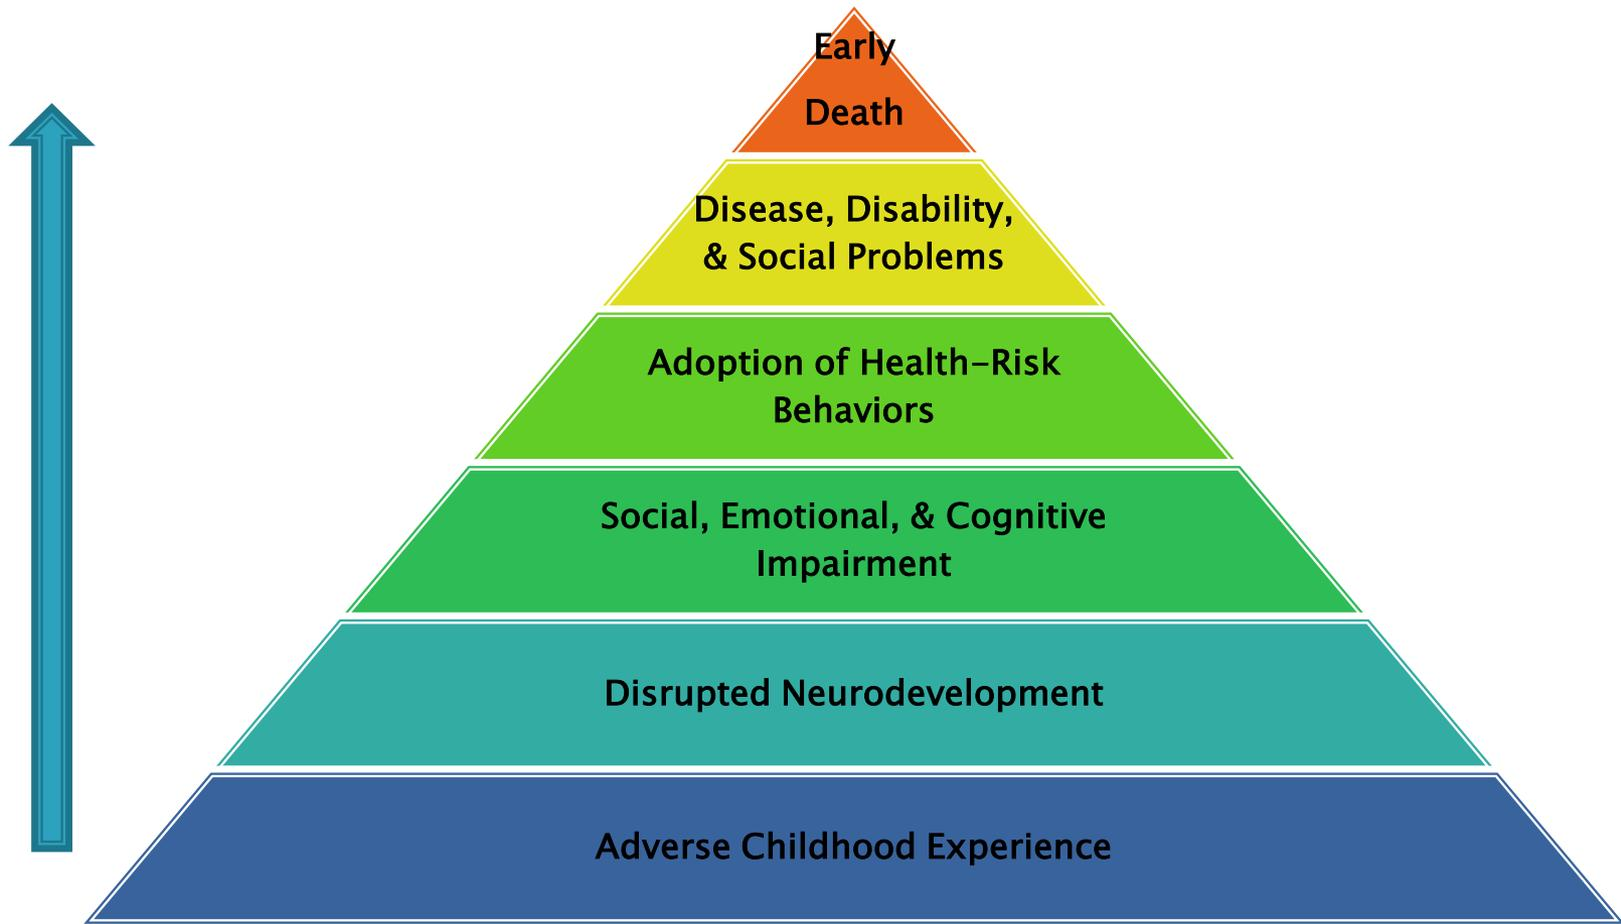 Early
Death
Disease, Disability,
& Social Problems
Adoption of Health-Risk
Behaviors
Social, Emotional, & Cognitive
Impairment
Disrupted Neurodevelopment
Adverse Childhood Experience